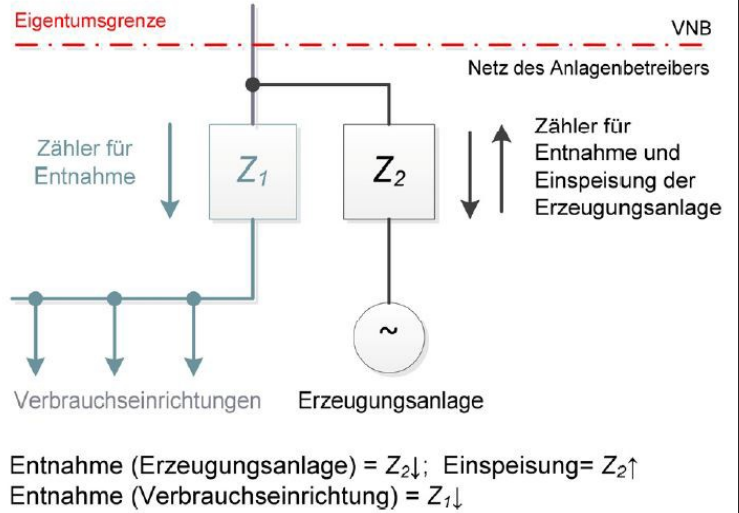 Eigentumsgrenze
VNB
Netz des Anlagenbetreibers
Zähler für
Entnahme
Z1
Z2
Zähler für
Entnahme und
Einspeisung der
Erzeugungsanlage
~
Verbrauchseinrichtungen
Erzeugungsanlage
Entnahme (Erzeugungsanlage) = Z2↓; Einspeisung= Z2↑
Entnahme (Verbrauchseinrichtung) = Z1↓